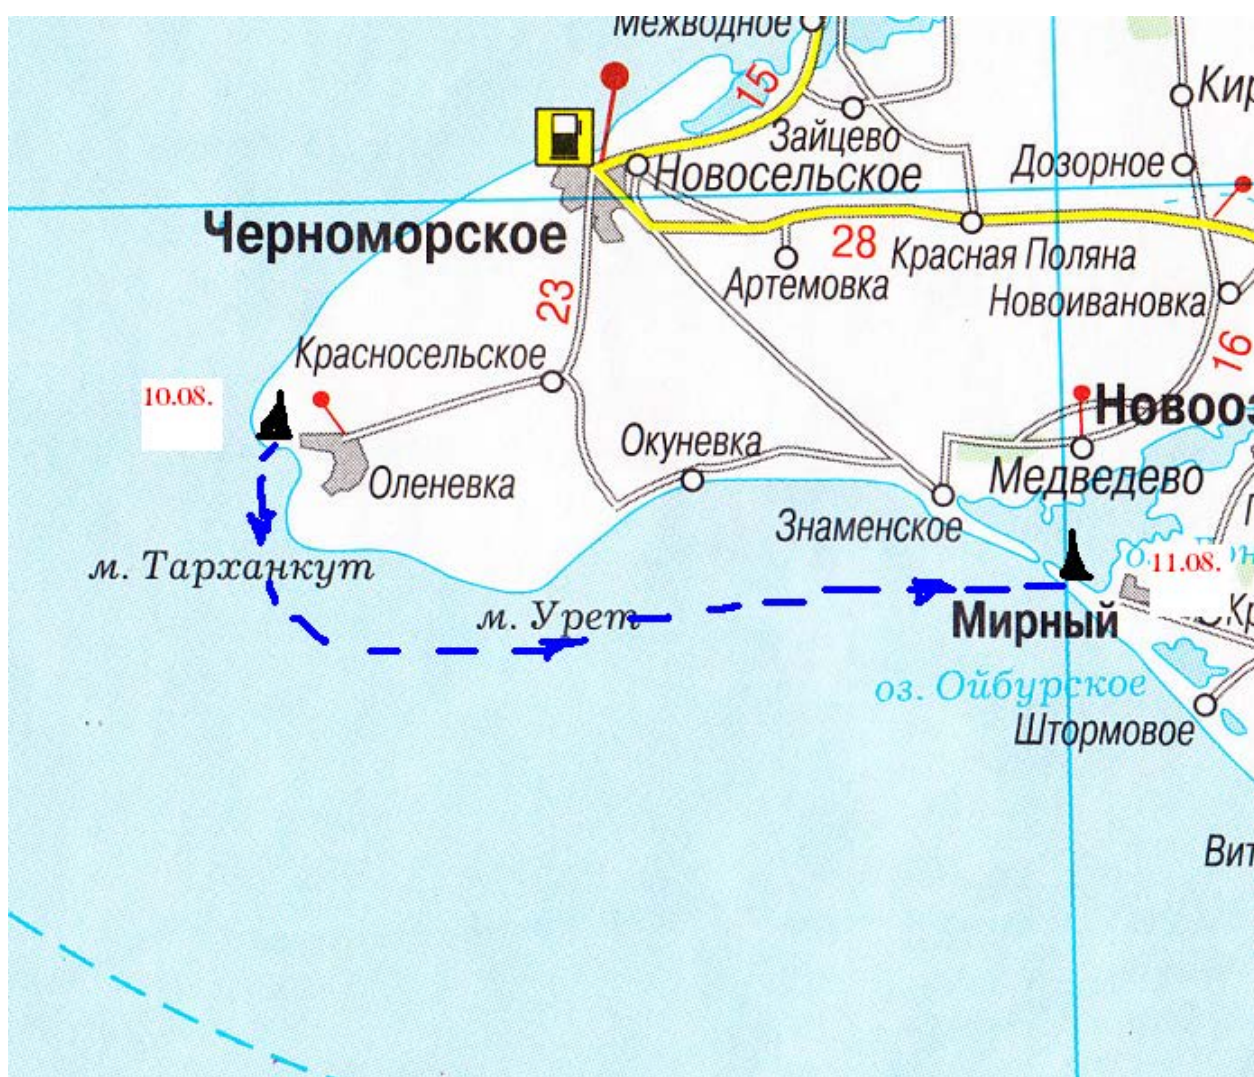 Межводное
15
Кир
Зайцево
Дозорное
Новосельское
Черноморское
28
Красная Поляна
Артемовка
Новоивановка
23
Красносельское
16
10.08.
Новооз
Окуневка
Медведево
Оленевка
Знаменское
м. Тарханкут
11.08.
м. Урет
Мирный
оз. Ойбурское
Штормовое
Вит